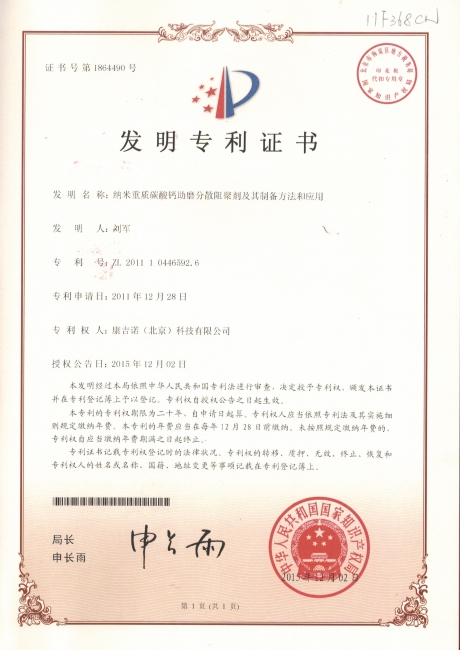 11F368CN
证书号第1864490号
发明专利证书
发明名称：纳米重质碳酸钙助磨分散阻聚剂及其制备方法和应用
发明人：刘军
专利号：ZL 2011 1 0446592.6
专利申请日：2011年12月28日
专利权人：康吉诺（北京）科技有限公司
授权公告日：2015年12月02日
本发明经过本局依照中华人民共和国专利法进行审查，决定授予专利权，颁发本证书
并在专利登记簿上予以登记。专利权自授权公告之日起生效。
本专利的专利权期限为二十年，自申请日起算。专利权人应当依照专利法及其实施细
则规定缴纳年费。本专利的年费应当在每年12月28日前缴纳。未按照规定缴纳年费的，
专利权自应当缴纳年费期满之日起终止。
专利证书记载专利权登记时的法律状况。专利权的转移、质押、无效、终止、恢复和
专利权人的姓名或名称、国籍、地址变更等事项记载在专利登记簿上。
局长
申长雨
申长雨
中华人民共和国国家知识产权局
2015年12月02日
第1页（共1页）